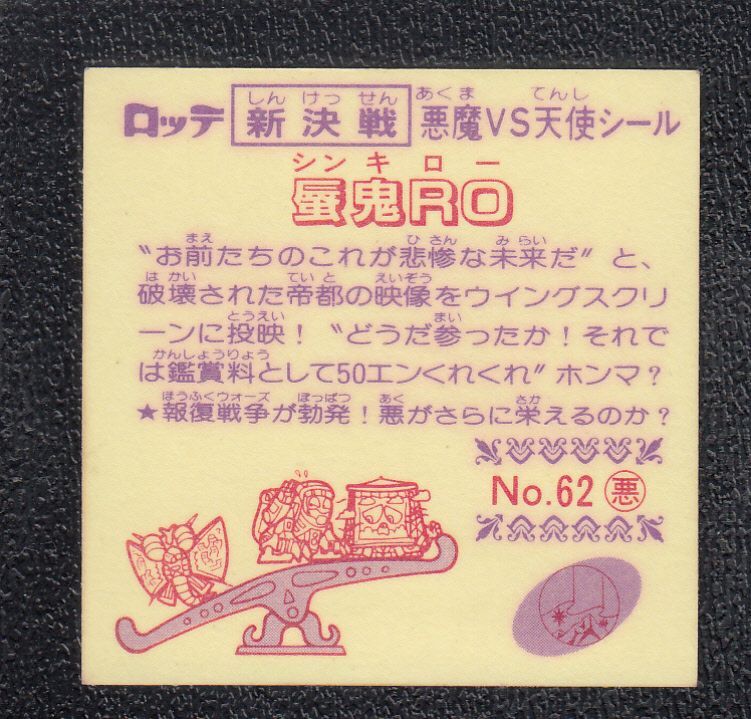 しん けっ せん あくま てんし
ロッテ 新決戦 悪魔VS天使シール
シンキロー
蜃鬼RO
まえ ひさん みらい
〝お前たちのこれが悲惨な未来だ〟と、
はかい ていと えいぞう
破壊された帝都の映像をウイングスクリ
とうえい まい
ーンに投映!〝どうだ参ったか!それで
かんしょうりょう
は鑑賞料として50エンくれくれ〟ホンマ?
ほうふくウォーズ ぼっぱつ あく さか
★報復戦争が勃発!悪がさらに栄えるのか?
No.62 悪